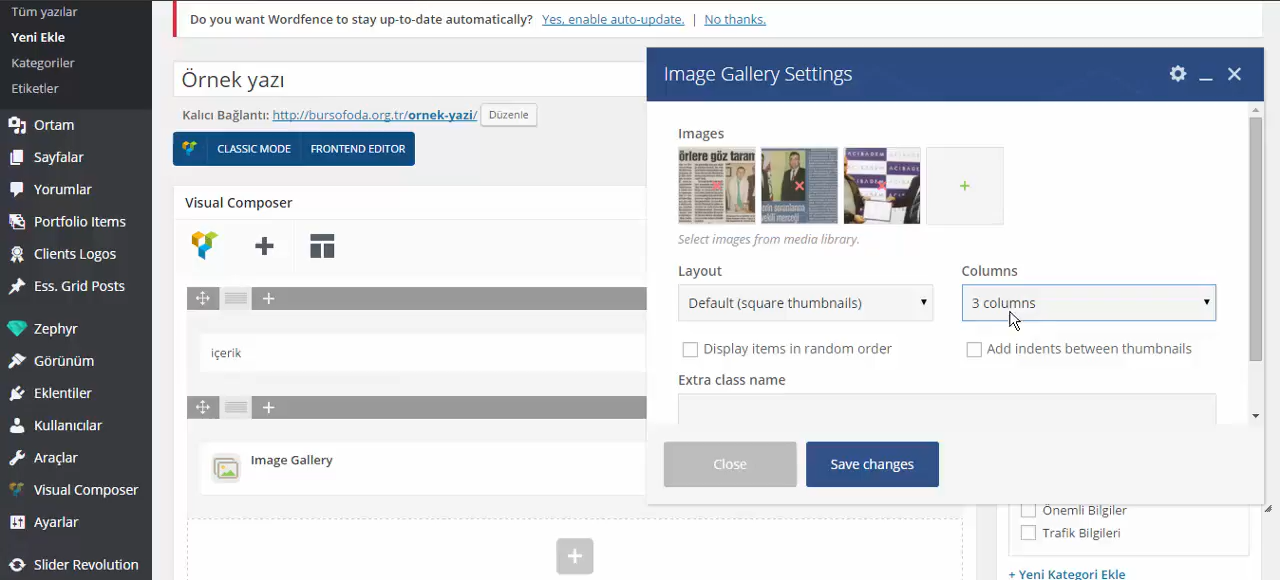 Tüm yazılar
Yeni Ekle
Kategoriler
Etiketler
Ortam
Sayfalar
Yorumlar
Portfolio Items
Clients Logos
Ess. Grid Posts
Zephyr
Görünüm
Eklentiler
Kullanıcılar
Araçlar
Visual Composer
Ayarlar
Slider Revolution
Do you want Wordfence to stay up-to-date automatically? Yes, enable auto-update. | No thanks.
Örnek yazı
Kalıcı Bağlantı: http://bursofoda.org.tr/ornek-yazi/ Düzenle
CLASSIC MODE FRONTEND EDITOR
Visual Composer
içerik
Image Gallery
Image Gallery Settings
Images
örlere göz taram
ACIBADEM
Select images from media library.
Layout Columns
Default (square thumbnails) 3 columns
Display items in random order Add indents between thumbnails
Extra class name
Close Save changes
Önemli Bilgiler
Trafik Bilgileri
+ Yeni Kategori Ekle